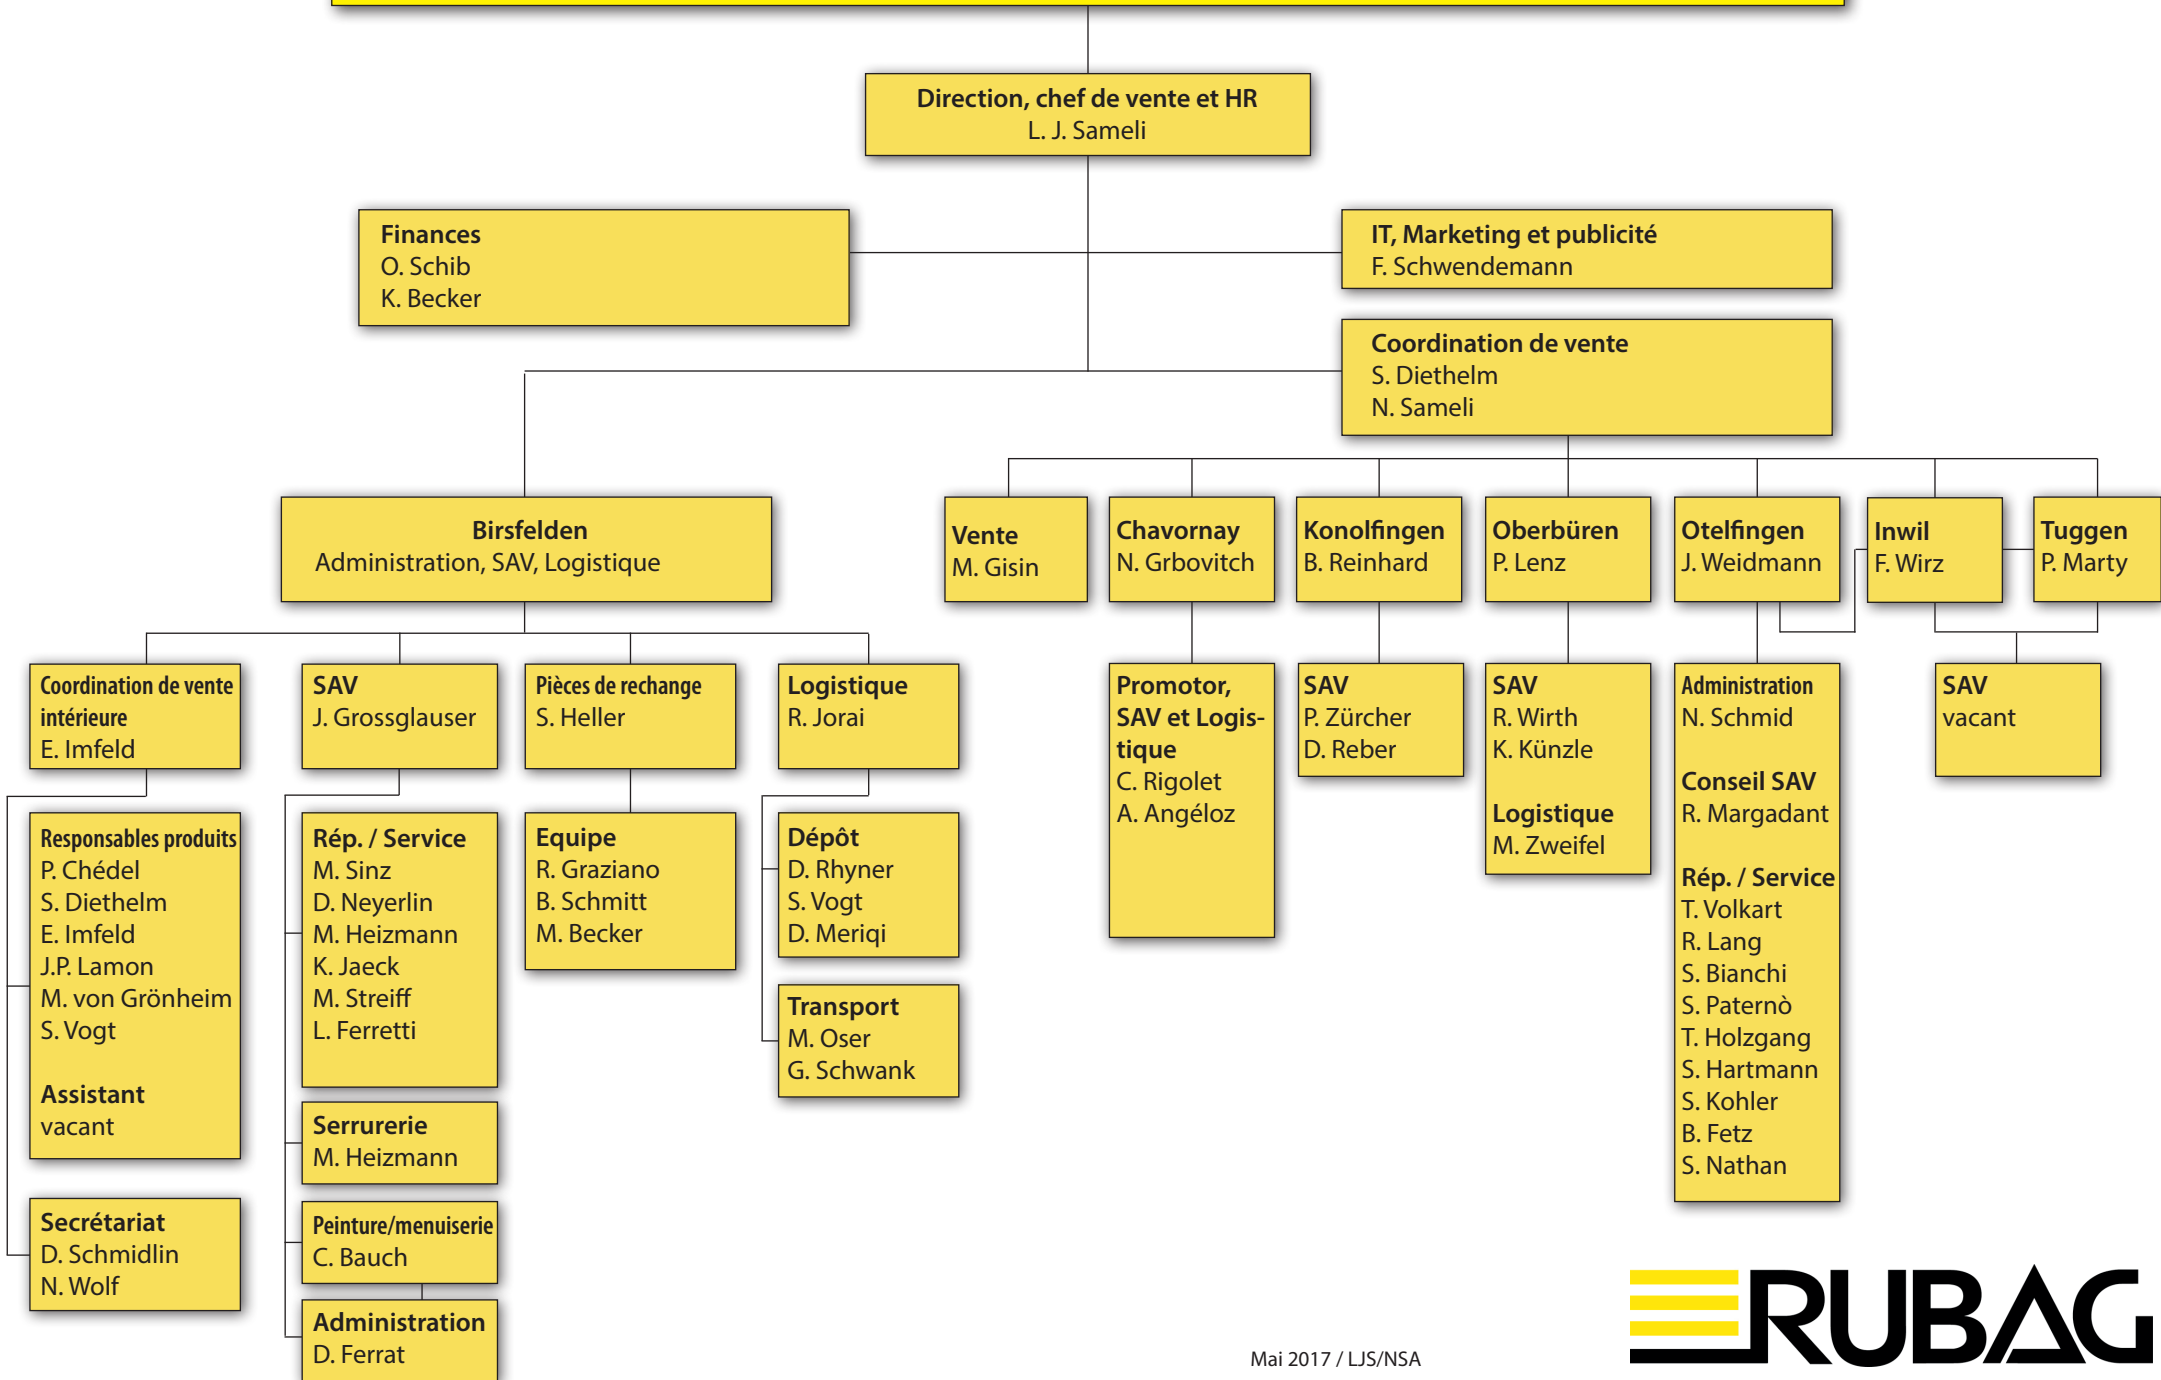 Direction, chef de vente et HR
L. J. Sameli
Finances
O. Schib
K. Becker
IT, Marketing et publicité
F. Schwendemann
Coordination de vente
S. Diethelm
N. Sameli
Birsfelden
Administration, SAV, Logistique
Vente
M. Gisin
Chavornay
N. Grbovitch
Konolfingen
B. Reinhard
Oberbüren
P. Lenz
Otelfingen
J. Weidmann
Inwil
F. Wirz
Tuggen
P. Marty
Coordination de vente
intérieure
E. Imfeld
SAV
J. Grossglauser
Pièces de rechange
S. Heller
Logistique
R. Jorai
Promotor,
SAV et Logis-
tique
C. Rigolet
A. Angéloz
SAV
P. Zürcher
D. Reber
SAV
R. Wirth
K. Künzle
Logistique
M. Zweifel
Administration
N. Schmid
Conseil SAV
R. Margadant
Rép. / Service
T. Volkart
R. Lang
S. Bianchi
S. Paternò
T. Holzgang
S. Hartmann
S. Kohler
B. Fetz
S. Nathan
SAV
vacant
Responsables produits
P. Chédel
S. Diethelm
E. Imfeld
J.P. Lamon
M. von Grönheim
S. Vogt
Assistant
vacant
Secrétariat
D. Schmidlin
N. Wolf
Rép. / Service
M. Sinz
D. Neyerlin
M. Heizmann
K. Jaeck
M. Streiff
L. Ferretti
Serrurerie
M. Heizmann
Peinture/menuiserie
C. Bauch
Administration
D. Ferrat
Equipe
R. Graziano
B. Schmitt
M. Becker
Dépôt
D. Rhyner
S. Vogt
D. Meriqi
Transport
M. Oser
G. Schwank
Mai 2017 / LJS/NSA
RUBAG